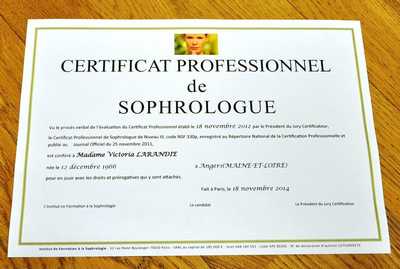 CERTIFICAT PROFESSIONNEL
de
SOPHROLOGUE
Vu le procès verbal de l'évaluation du Certificat Professionnel établi le 18 novembre 2012 par le Président du Jury Certificateur,
le Certificat Professionnel de Sophrologue de Niveau III, code NSF 330p, enregistré au Répertoire National de la Certification Professionnelle et
publié au Journal Officiel du 25 novembre 2011,
est conféré à Madame Victoria LARANDIE
née le 12 décembre 1966 à Angers(MAINE-ET-LOIRE)
pour en jouir avec les droits et prérogatives qui y sont attachés.
Fait à Paris, le 18 novembre 2014
L'Institut de Formation à la Sophrologie Le candidat Le Président du Jury Certificateur
Institut de Formation à la Sophrologie